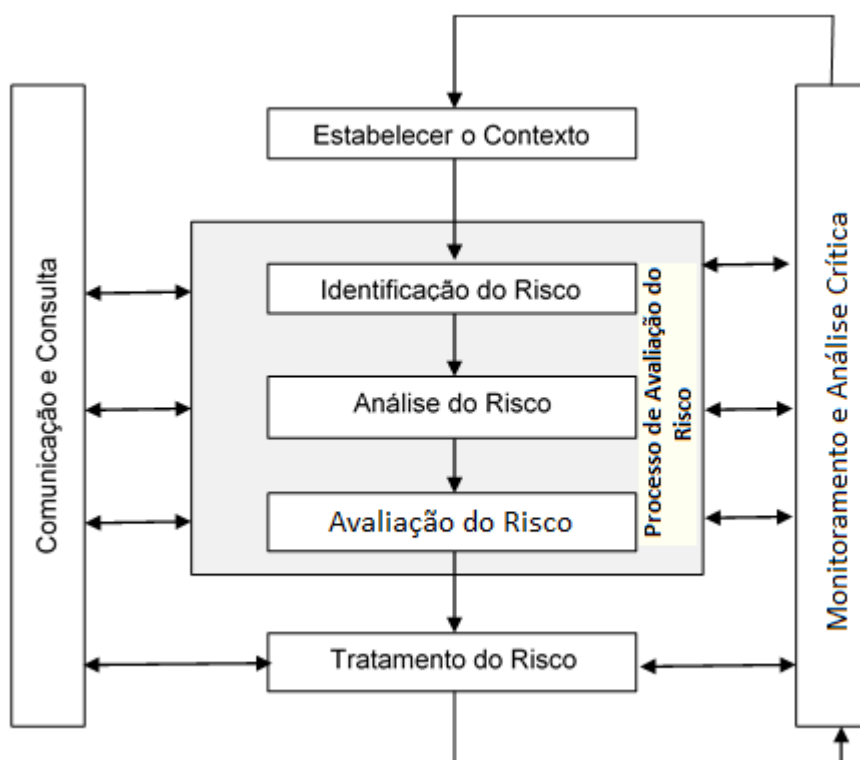 Estabelecer o Contexto
Comunicação e Consulta
Identificação do Risco
Análise do Risco
Avaliação do Risco
Processo de Avaliação do
Risco
Monitoramento e Análise Crítica
Tratamento do Risco